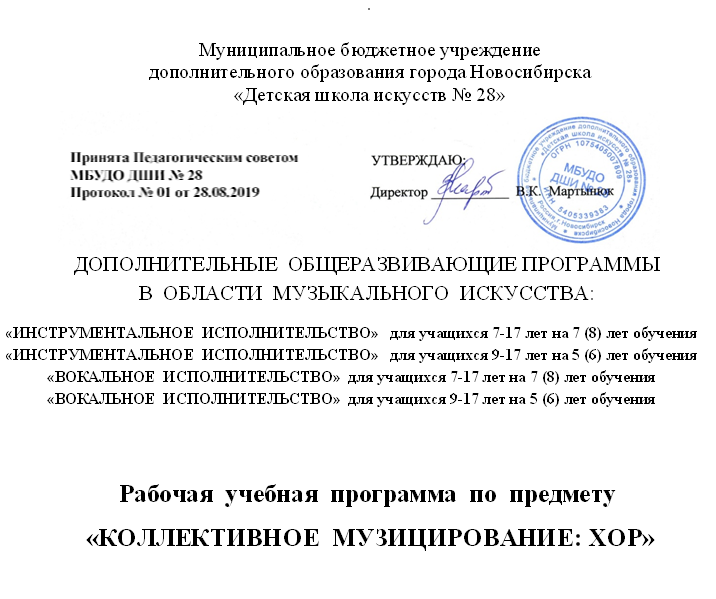 Муниципальное бюджетное учреждение
дополнительного образования города Новосибирска
«Детская школа искусств № 28»
Принята Педагогическим советом
МБУДО ДШИ № 28
Протокол № 01 от 28.08.2019
УТВЕРЖДАЮ:
Директор ___________ В.К. Мартынюк
МБУДО
ДШИ № 28
ДОПОЛНИТЕЛЬНЫЕ ОБЩЕРАЗВИВАЮЩИЕ ПРОГРАММЫ
В ОБЛАСТИ МУЗЫКАЛЬНОГО ИСКУССТВА:
«ИНСТРУМЕНТАЛЬНОЕ ИСПОЛНИТЕЛЬСТВО» для учащихся 7-17 лет на 7 (8) лет обучения
«ИНСТРУМЕНТАЛЬНОЕ ИСПОЛНИТЕЛЬСТВО» для учащихся 9-17 лет на 5 (6) лет обучения
«ВОКАЛЬНОЕ ИСПОЛНИТЕЛЬСТВО» для учащихся 7-17 лет на 7 (8) лет обучения
«ВОКАЛЬНОЕ ИСПОЛНИТЕЛЬСТВО» для учащихся 9-17 лет на 5 (6) лет обучения
Рабочая учебная программа по предмету
«КОЛЛЕКТИВНОЕ МУЗИЦИРОВАНИЕ: ХОР»